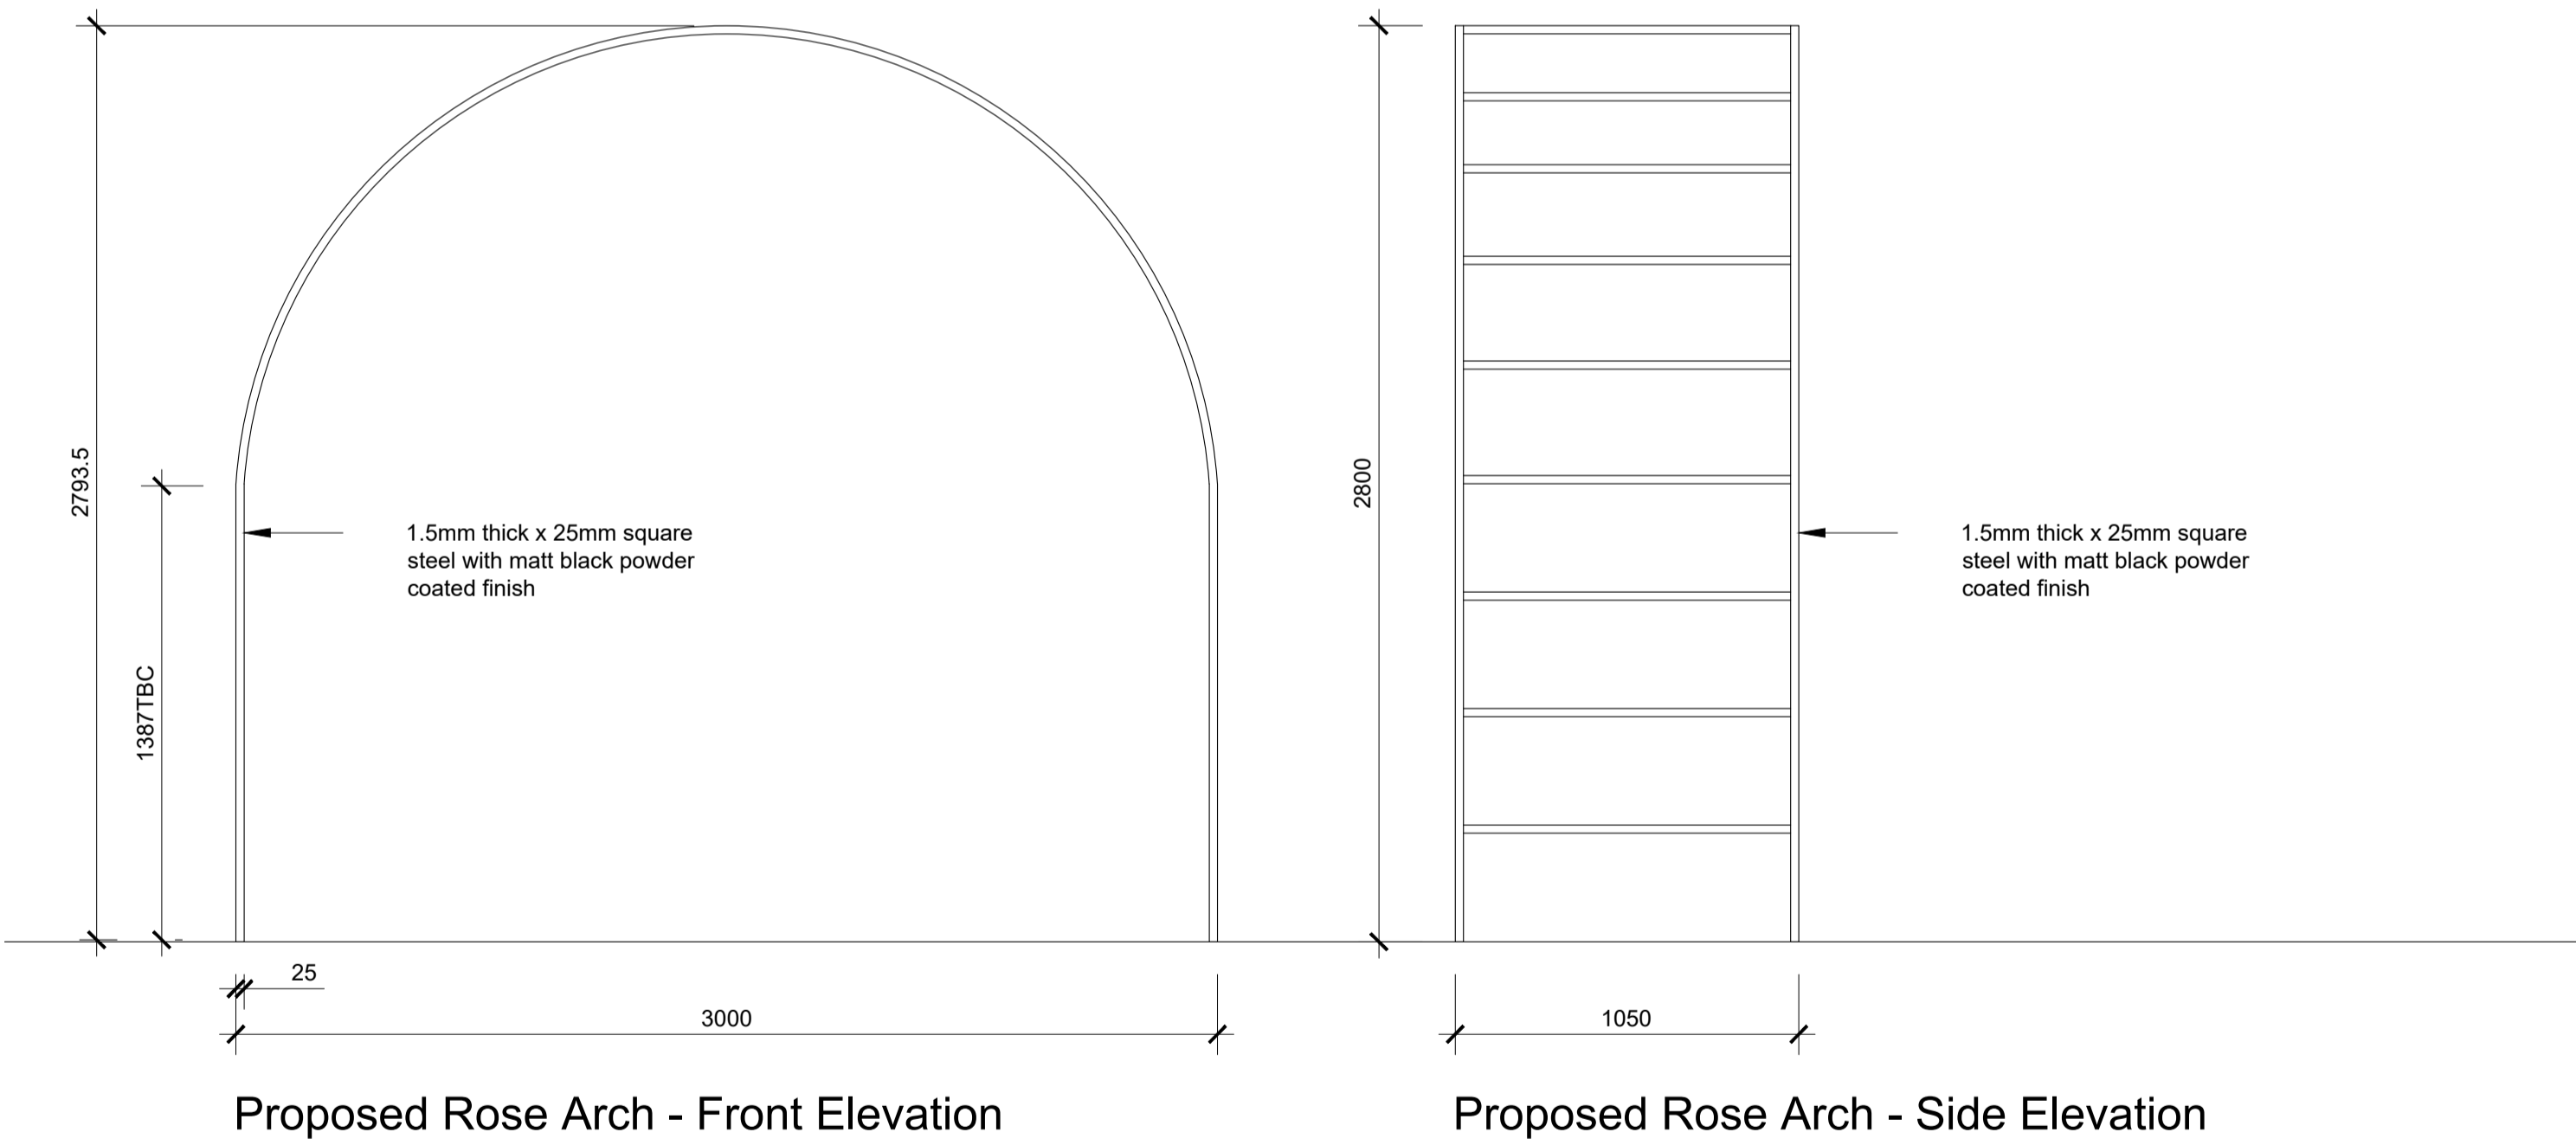 2793.5
1387TBC
1.5mm thick x 25mm square
steel with matt black powder
coated finish
25
3000
Proposed Rose Arch - Front Elevation
2800
1.5mm thick x 25mm square
steel with matt black powder
coated finish
1050
Proposed Rose Arch - Side Elevation